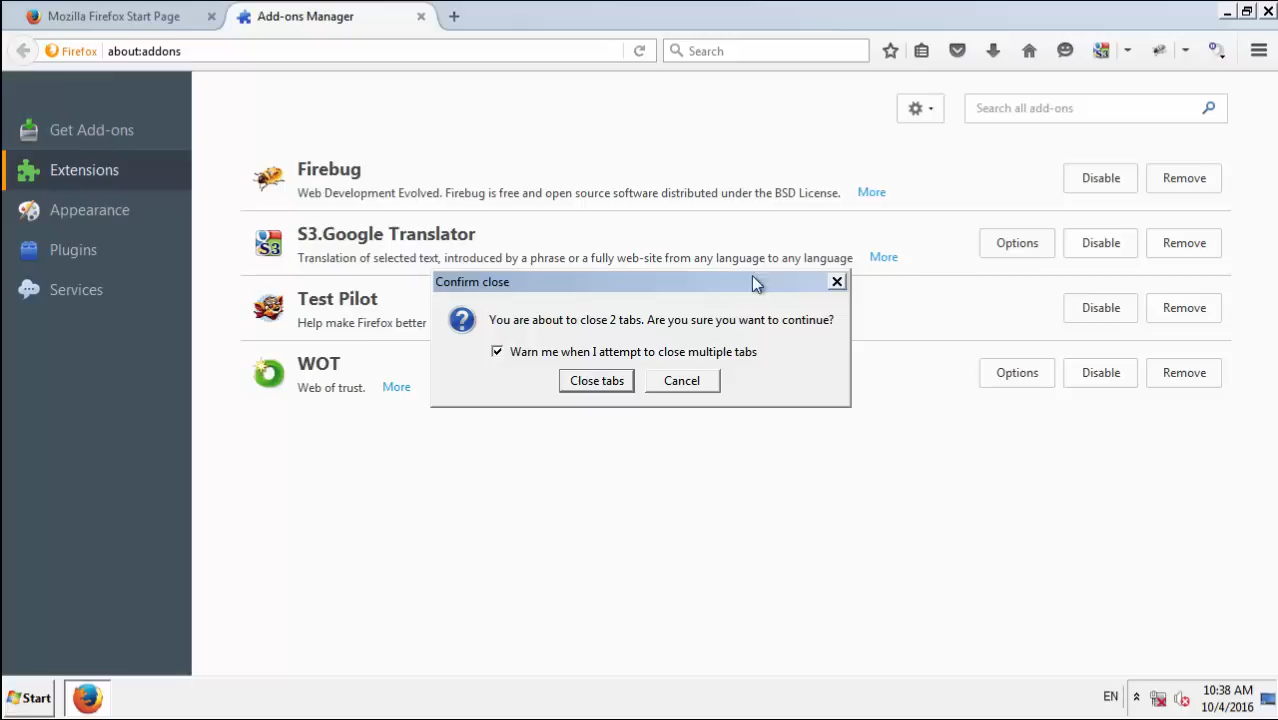 Mozilla Firefox Start Page
Add-ons Manager
Firefox about:addons
Search
Get Add-ons
Extensions
Appearance
Plugins
Services
Search all add-ons
Firebug
Web Development Evolved. Firebug is free and open source software distributed under the BSD License. More
Disable Remove
S3.Google Translator
Translation of selected text, introduced by a phrase or a fully web-site from any language to any language More
Options Disable Remove
Test Pilot
Help make Firefox better
Disable Remove
WOT
Web of trust. More
Options Disable Remove
Confirm close
You are about to close 2 tabs. Are you sure you want to continue?
Warn me when I attempt to close multiple tabs
Close tabs Cancel
Start
EN
10:38 AM
10/4/2016